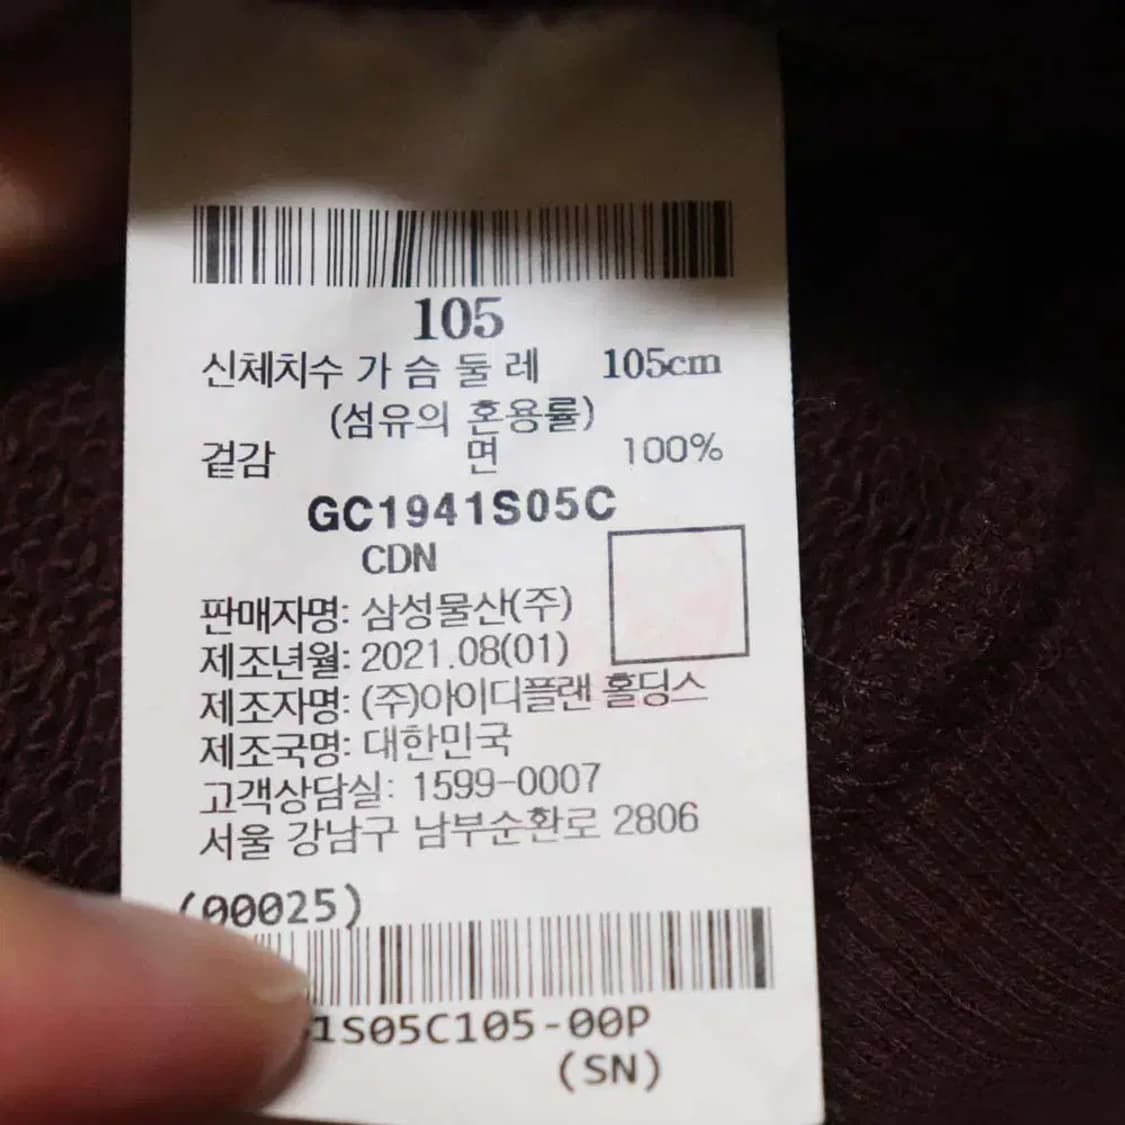 105
신체치수 가 슴 둘 레 105cm
(섬유의 혼용률)
겉감 면 100%
GC1941S05C
CDN
판매자명: 삼성물산(주)
제조년월: 2021.08(01)
제조자명: (주)아이디플랜 홀딩스
제조국명: 대한민국
고객상담실: 1599-0007
서울 강남구 남부순환로 2806
(00025)
1S05C105-00P
(SN)